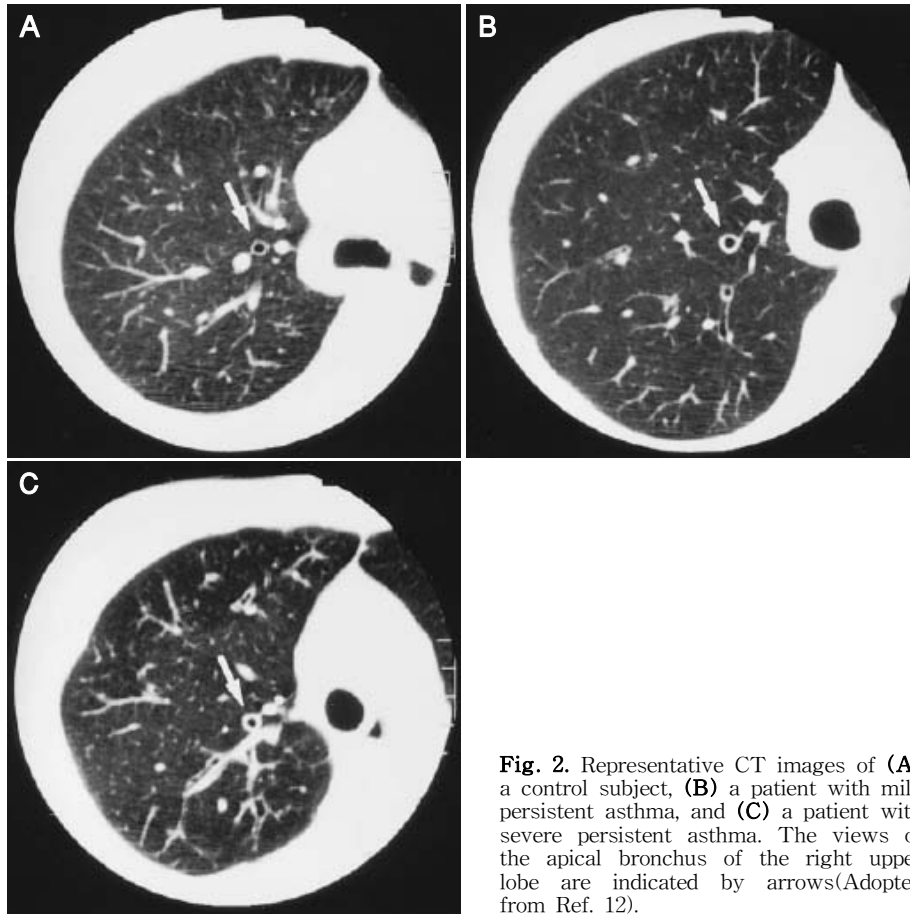 A
B
C
Fig. 2. Representative CT images of (A
a control subject, (B) a patient with mil
persistent asthma, and (C) a patient wit
severe persistent asthma. The views o
the apical bronchus of the right uppe
lobe are indicated by arrows(Adopte
from Ref. 12).